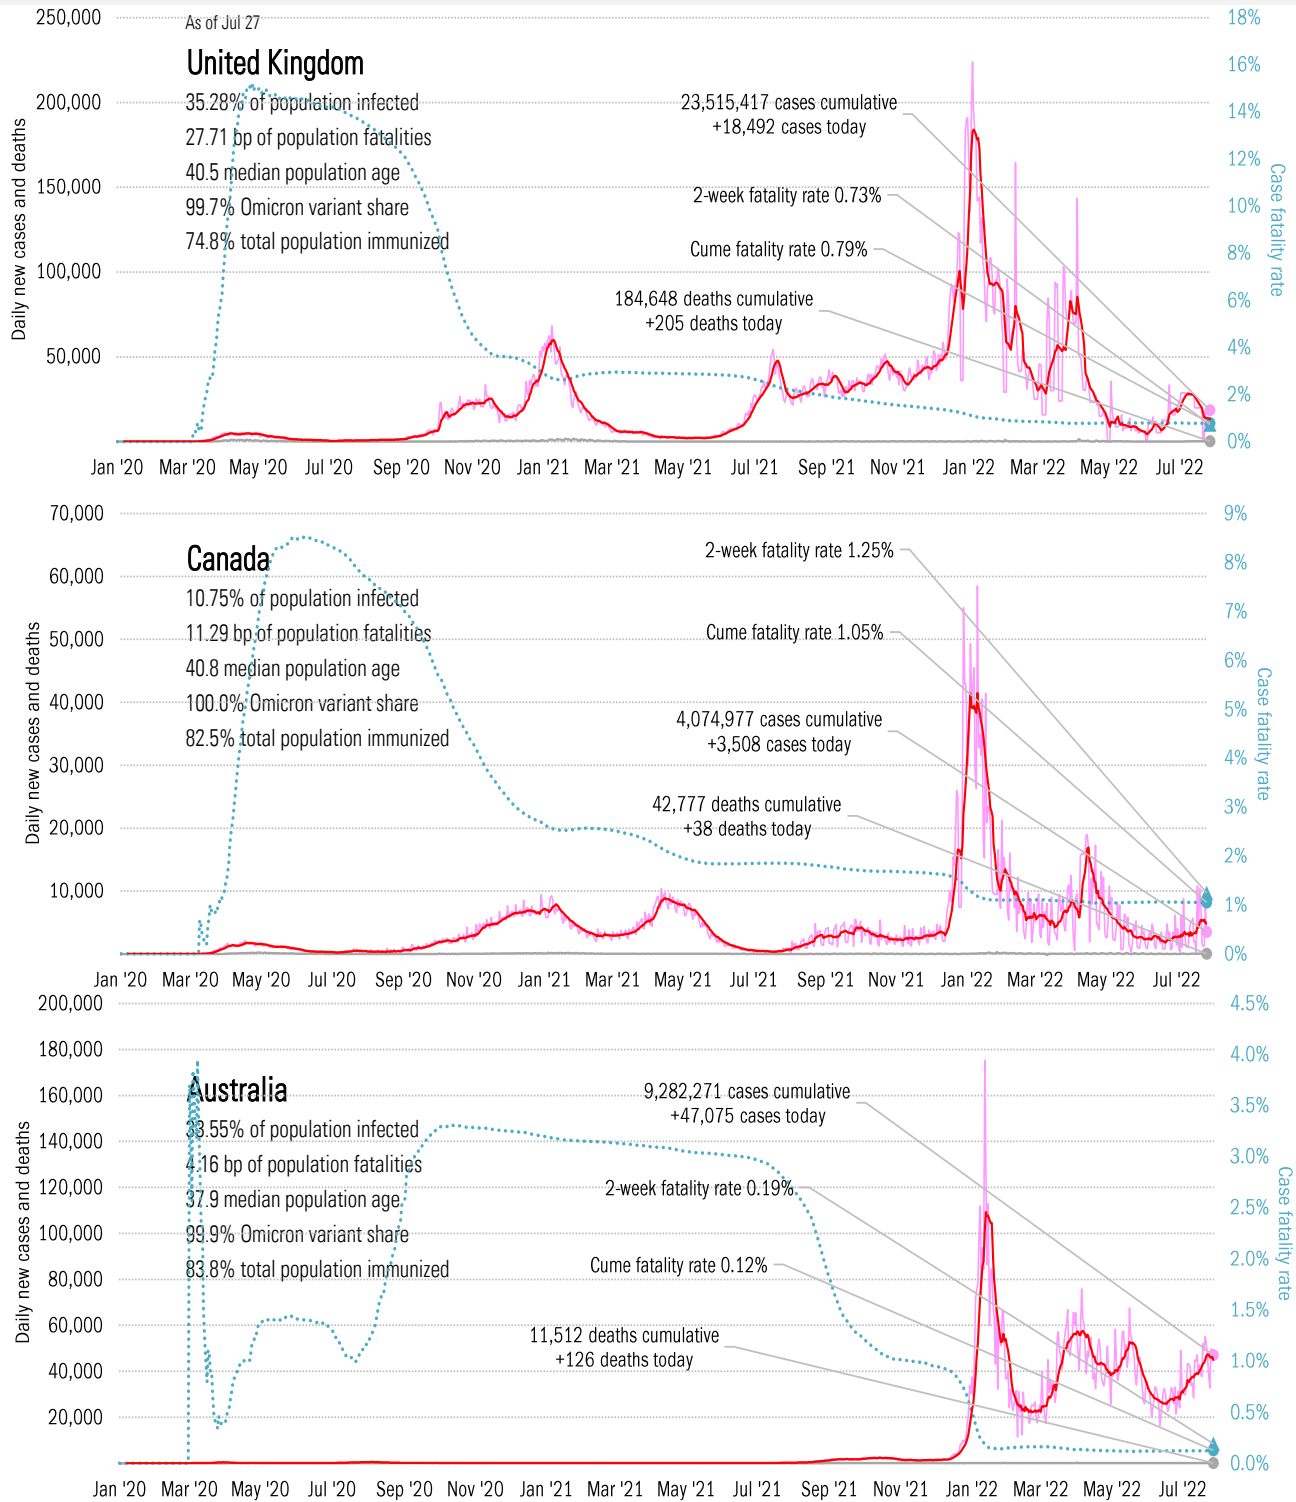 250,000
As of Jul 27
18%
United Kingdom
16%
35.28% of population infected
200,000
23,515,417 cases cumulative
14%
27.71 bp of population fatalities
+18,492 cases today
12%
40.5 median population age
150,000
2-week fatality rate 0.73%
10%
99.7% Omicron variant share
74.8% total population immunized
Cume fatality rate 0.79%
8%
100,000
184,648 deaths cumulative
6%
+205 deaths today
50,000
4%
2%
0%
Daily new cases and deaths
Case fatality rate
Jan '20 Mar '20 May '20 Jul '20 Sep '20 Nov '20 Jan '21 Mar '21 May '21 Jul '21 Sep '21 Nov '21 Jan '22 Mar '22 May '22 Jul '22
70,000
9%
Canada
2-week fatality rate 1.25%
8%
60,000
10.75% of population infected
7%
11.29 bp of population fatalities
Cume fatality rate 1.05%
50,000
40.8 median population age
6%
40,000
100.0% Omicron variant share
5%
4,074,977 cases cumulative
82.5% total population immunized
+3,508 cases today
30,000
4%
42,777 deaths cumulative
3%
20,000
+38 deaths today
2%
10,000
1%
0%
Daily new cases and deaths
Case fatality rate
Jan '20 Mar '20 May '20 Jul '20 Sep '20 Nov '20 Jan '21 Mar '21 May '21 Jul '21 Sep '21 Nov '21 Jan '22 Mar '22 May '22 Jul '22
200,000
4.5%
180,000
4.0%
Australia
160,000
9,282,271 cases cumulative
3.5%
+47,075 cases today
33.55% of population infected
140,000
3.0%
4.16 bp of population fatalities
120,000
2-week fatality rate 0.19%
37.9 median population age
2.5%
100,000
99.9% Omicron variant share
2.0%
83.8% total population immunized
Cume fatality rate 0.12%
80,000
1.5%
60,000
11,512 deaths cumulative
+126 deaths today
1.0%
40,000
0.5%
20,000
0.0%
Daily new cases and deaths
Case fatality rate
Jan '20 Mar '20 May '20 Jul '20 Sep '20 Nov '20 Jan '21 Mar '21 May '21 Jul '21 Sep '21 Nov '21 Jan '22 Mar '22 May '22 Jul '22